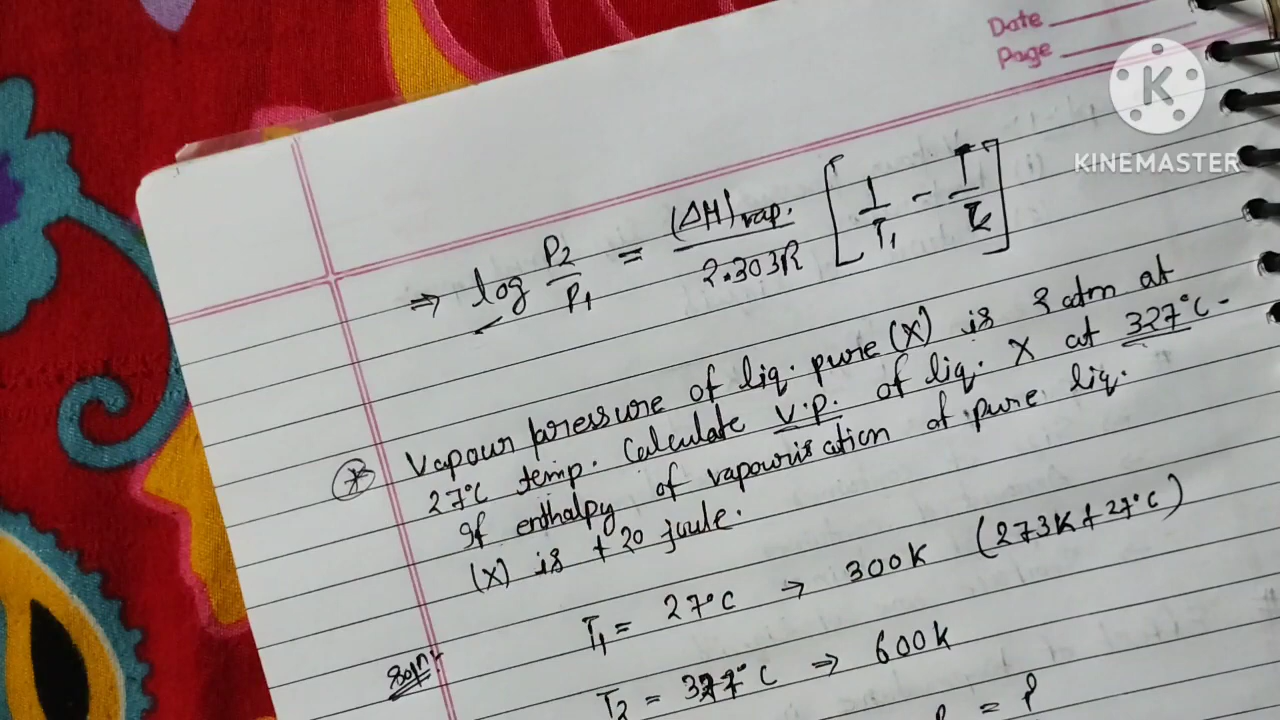 Date
Page
K
KINEMASTER
⇒ log P2/P1 = (ΔH)vap. / 2.303R [ 1/T1 - 1/T2 ]
* Vapour pressure of liq. pure (X) is 2 atm at
27°C temp. Calculate V.P. of liq. X at 327°C.
If enthalpy of vapourisation of pure liq.
(X) is + 20 joule.
Soln:
T1 = 27°C → 300K (273K + 27°C)
T2 = 327°C ⇒ 600K
= P